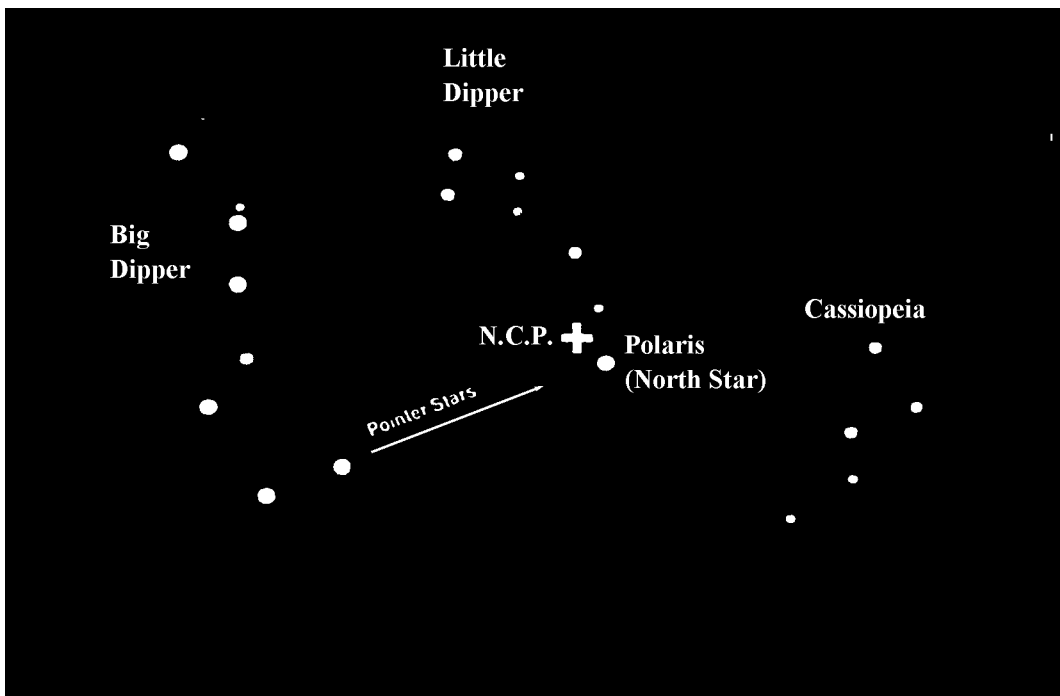 Little
Dipper
Big
Dipper
Cassiopeia
N.C.P.
Polaris
(North Star)
Pointer Stars